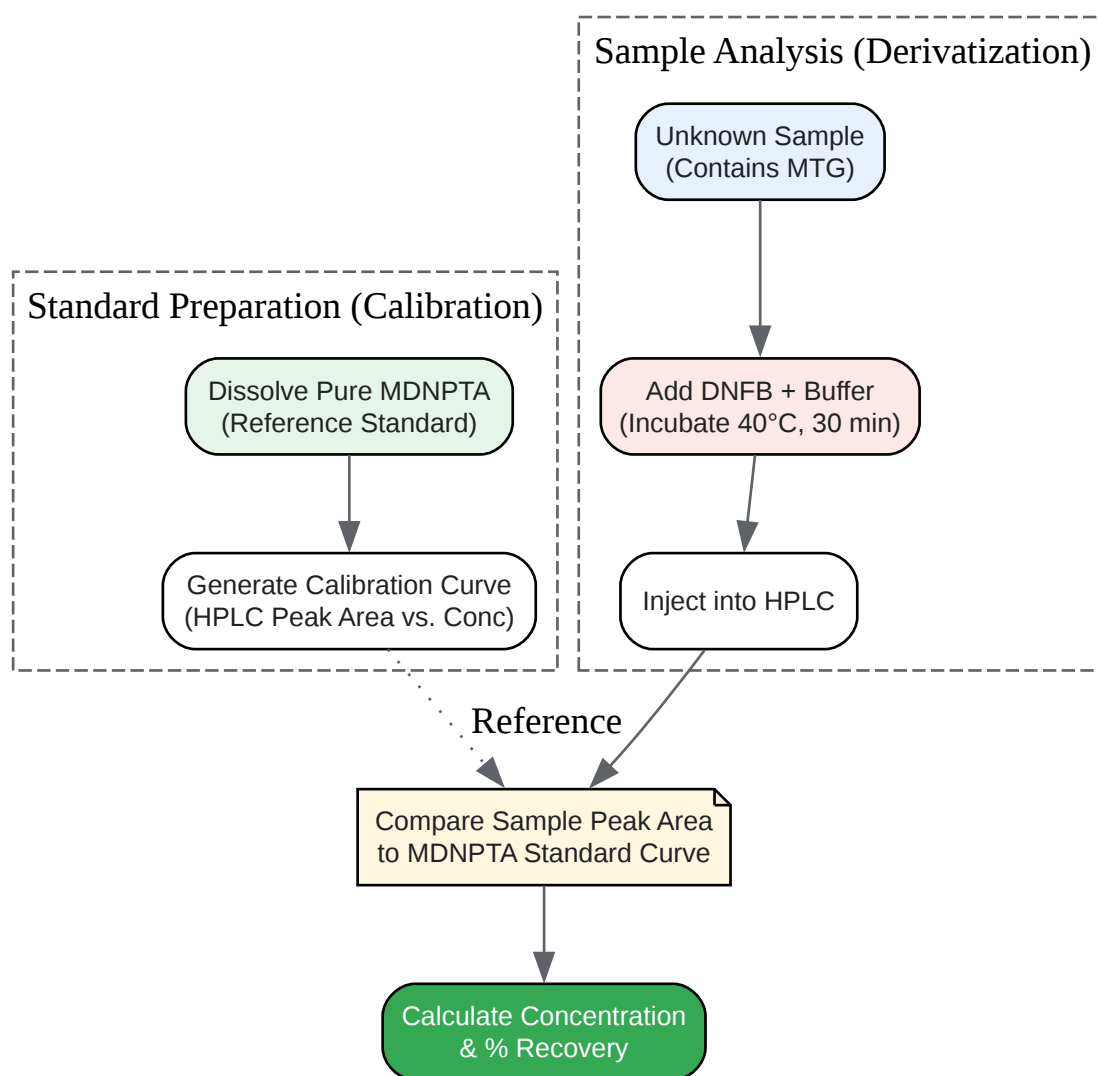 Sample Analysis (Derivatization)
Unknown Sample
(Contains MTG)
Standard Preparation (Calibration)
Dissolve Pure MDNPTA
(Reference Standard)
Add DNFB + Buffer
(Incubate 40°C, 30 min)
Generate Calibration Curve
(HPLC Peak Area vs. Conc)
Inject into HPLC
Reference
Compare Sample Peak Area
to MDNPTA Standard Curve
Calculate Concentration
& % Recovery